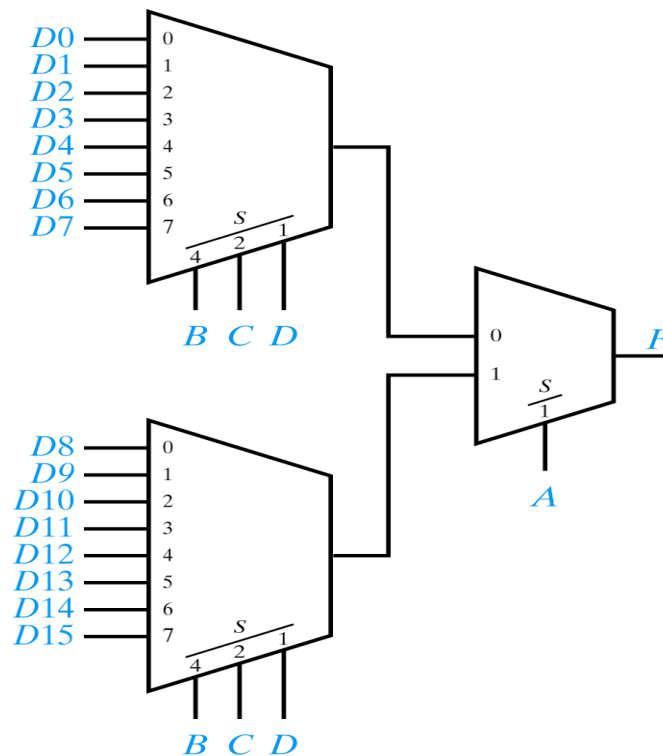 D0 0
D1 1
D2 2
D3 3
D4 4
D5 5
D6 6
D7 7
S
4 2 1
B C D
0
1
F
S
1
A
D8 0
D9 1
D10 2
D11 3
D12 4
D13 5
D14 6
D15 7
S
4 2 1
B C D